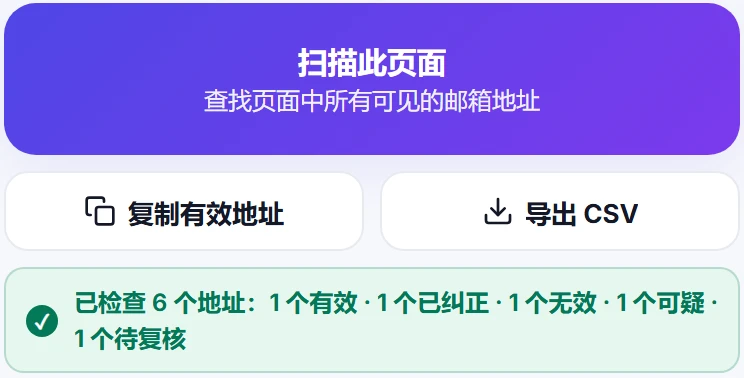 扫描此页面
查找页面中所有可见的邮箱地址
复制有效地址
导出 CSV
已检查 6 个地址：1 个有效 · 1 个已纠正 · 1 个无效 · 1 个可疑 ·
1 个待复核